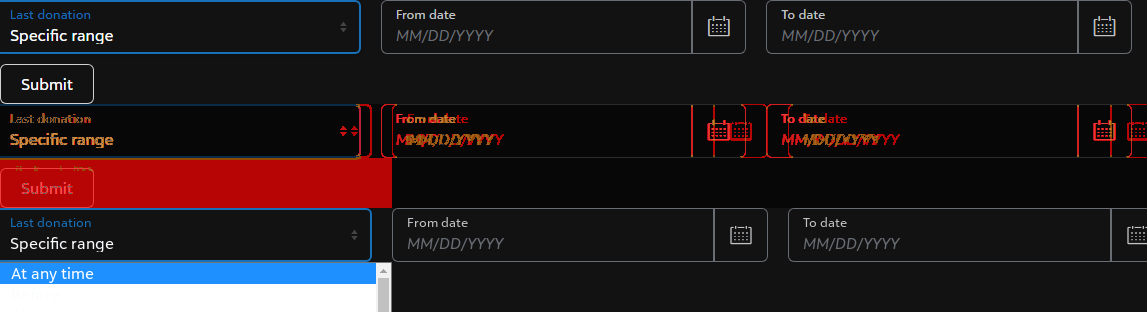 Last donation From date To date
Specific range MM/DD/YYYY MM/DD/YYYY
Submit
Last donation From date To date
Specific range MM/DD/YYYY MM/DD/YYYY
Submit
Last donation From date To date
Specific range MM/DD/YYYY MM/DD/YYYY
At any time